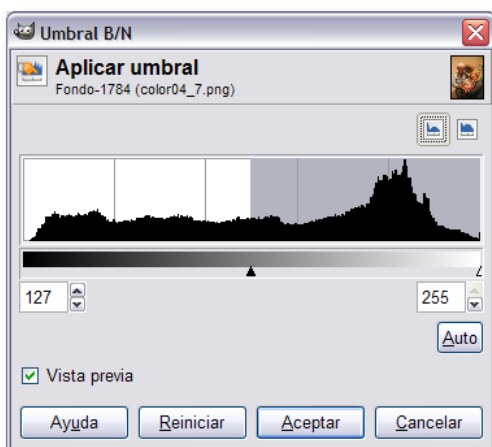 Umbral B/N
Aplicar umbral
Fondo-1784 (color04_7.png)
127
255
Auto
Vista previa
Ayuda
Reiniciar
Aceptar
Cancelar